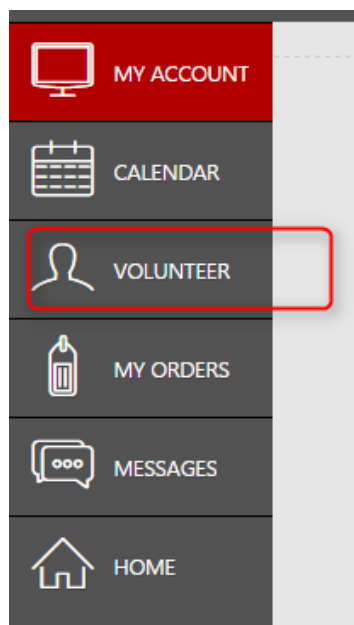 MY ACCOUNT
CALENDAR
VOLUNTEER
MY ORDERS
MESSAGES
HOME